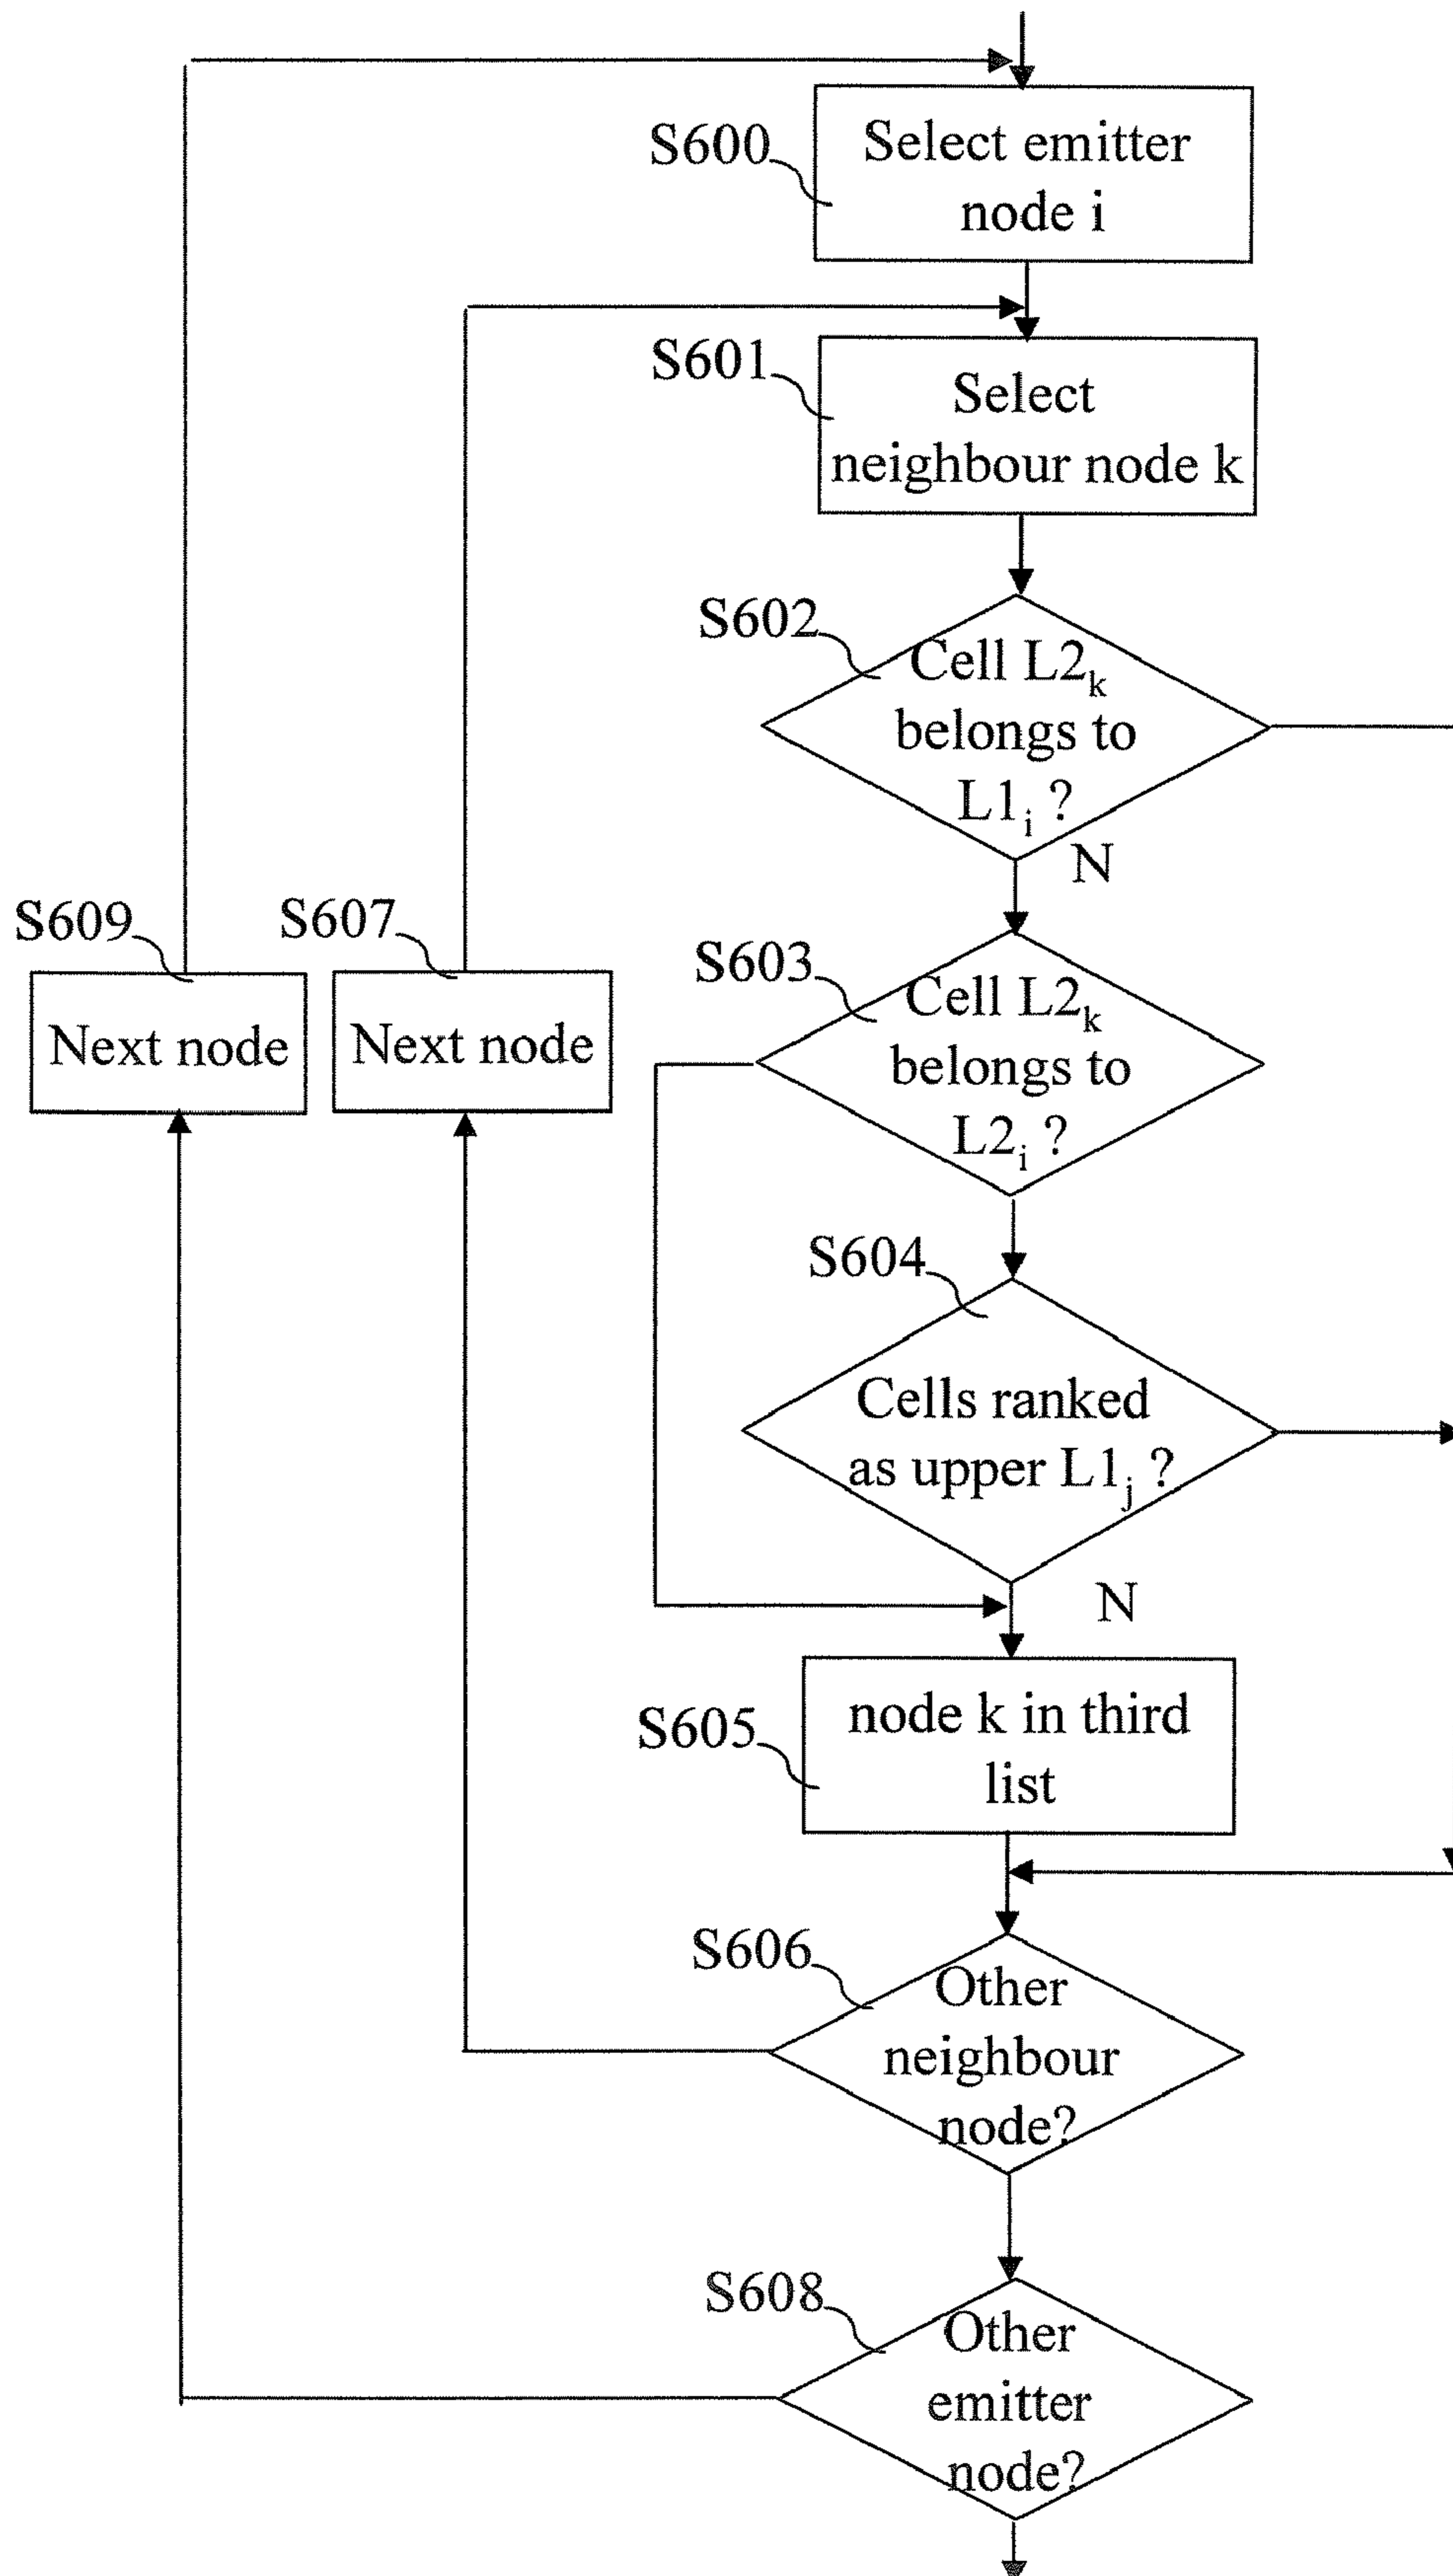 S600
Select emitter
node i
S601
Select
neighbour node k
S602
Cell L2k
belongs to
L1i ?
N
S609
Next node
S607
Next node
S603
Cell L2k
belongs to
L2i ?
S604
Cells ranked
as upper L1j ?
N
S605
node k in third
list
S606
Other
neighbour
node?
S608
Other
emitter
node?